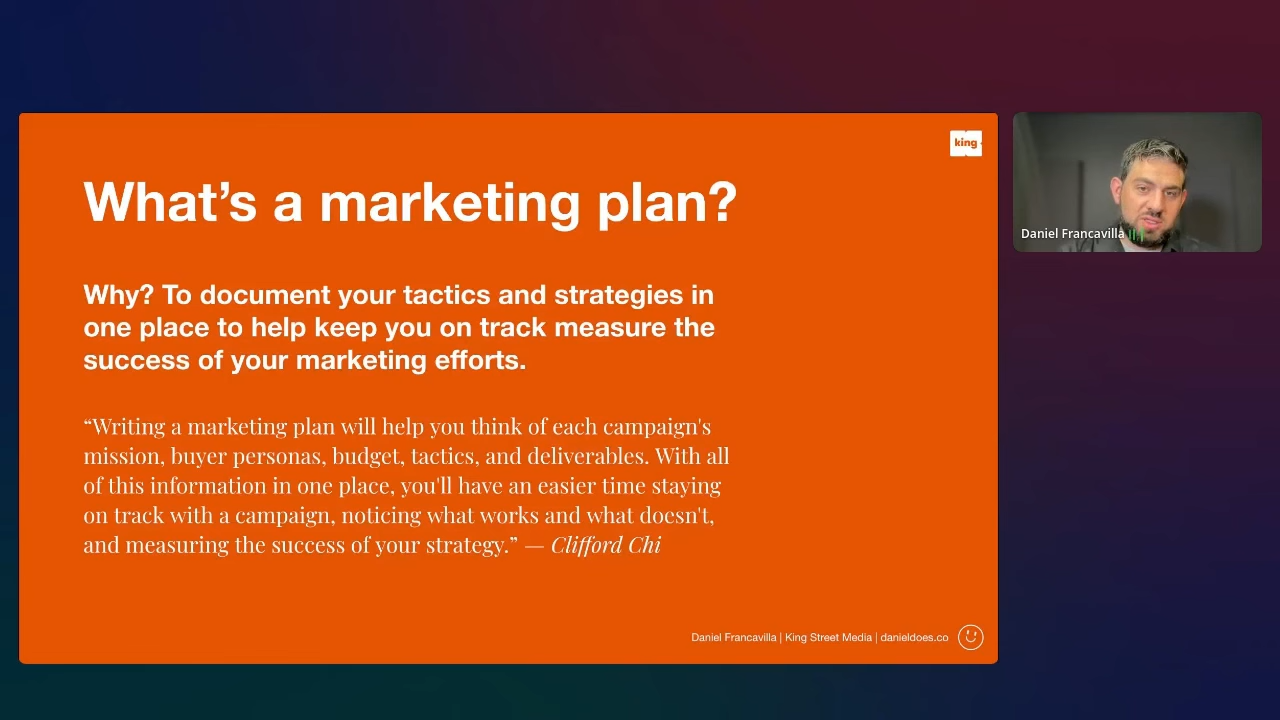 king
What’s a marketing plan?
Why? To document your tactics and strategies in
one place to help keep you on track measure the
success of your marketing efforts.
“Writing a marketing plan will help you think of each campaign's
mission, buyer personas, budget, tactics, and deliverables. With all
of this information in one place, you'll have an easier time staying
on track with a campaign, noticing what works and what doesn't,
and measuring the success of your strategy.” — Clifford Chi
Daniel Francavilla | King Street Media | danieldoes.co
Daniel Francavilla